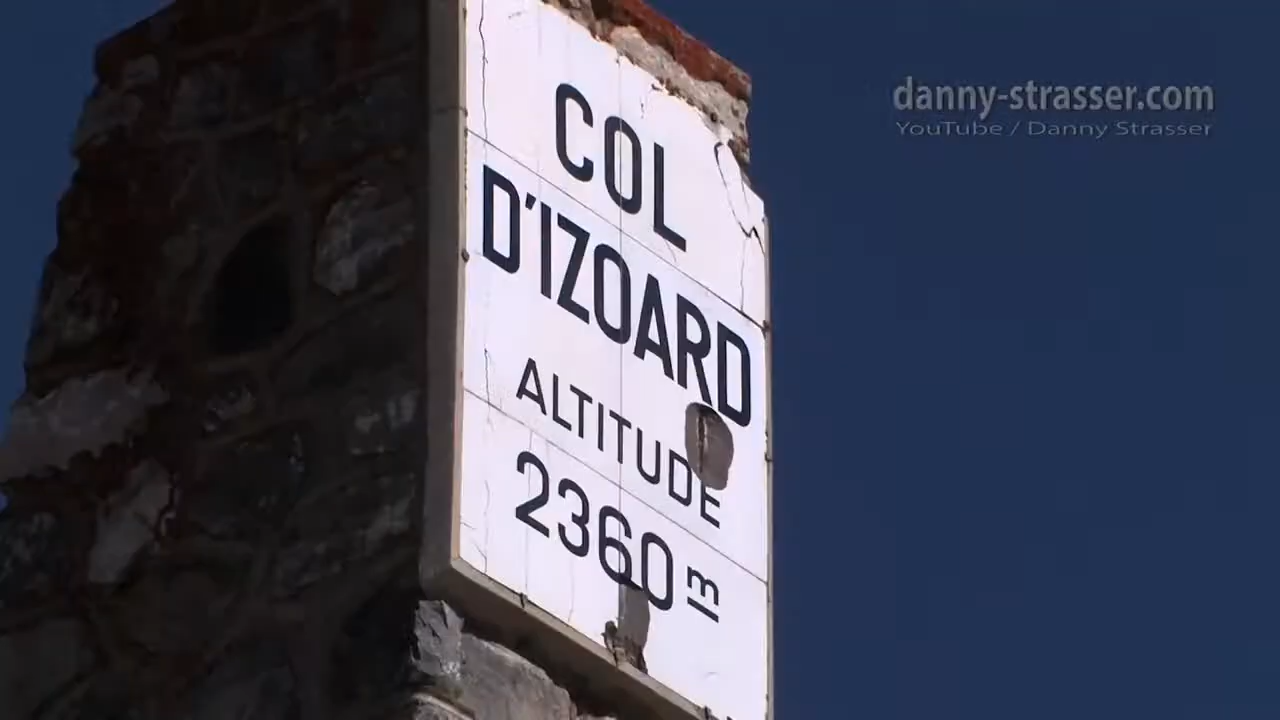 COL
D'IZOARD
ALTITUDE
2360 m
danny-strasser.com
YouTube / Danny Strasser